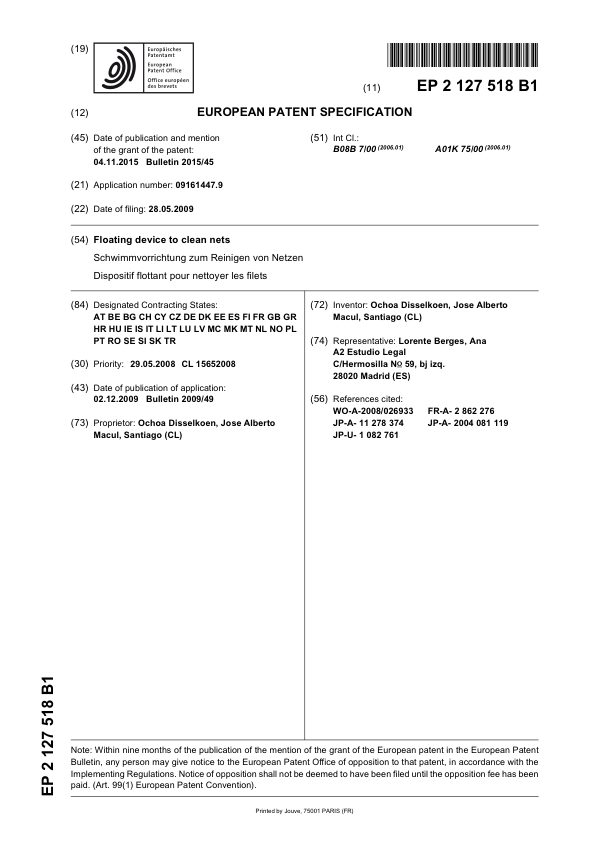 (19)
Europäisches
Patentamt
European
Patent Office
Office européen
des brevets
(11) EP 2 127 518 B1
(12) EUROPEAN PATENT SPECIFICATION
(45) Date of publication and mention
of the grant of the patent:
04.11.2015 Bulletin 2015/45
(21) Application number: 09161447.9
(22) Date of filing: 28.05.2009
(51) Int Cl.:
B08B 7/00 (2006.01) A01K 75/00 (2006.01)
(54) Floating device to clean nets
Schwimmvorrichtung zum Reinigen von Netzen
Dispositif flottant pour nettoyer les filets
(84) Designated Contracting States:
AT BE BG CH CY CZ DE DK EE ES FI FR GB GR
HR HU IE IS IT LI LT LU LV MC MK MT NL NO PL
PT RO SE SI SK TR
(30) Priority: 29.05.2008 CL 15652008
(43) Date of publication of application:
02.12.2009 Bulletin 2009/49
(73) Proprietor: Ochoa Disselkoen, Jose Alberto
Macul, Santiago (CL)
(72) Inventor: Ochoa Disselkoen, Jose Alberto
Macul, Santiago (CL)
(74) Representative: Lorente Berges, Ana
A2 Estudio Legal
C/Hermosilla Nº 59, bj izq.
28020 Madrid (ES)
(56) References cited:
WO-A-2008/026933 FR-A- 2 862 276
JP-A- 11 278 374 JP-A- 2004 081 119
JP-U- 1 082 761
EP 2 127 518 B1
Note: Within nine months of the publication of the mention of the grant of the European patent in the European Patent
Bulletin, any person may give notice to the European Patent Office of opposition to that patent, in accordance with the
Implementing Regulations. Notice of opposition shall not be deemed to have been filed until the opposition fee has been
paid. (Art. 99(1) European Patent Convention).
Printed by Jouve, 75001 PARIS (FR)